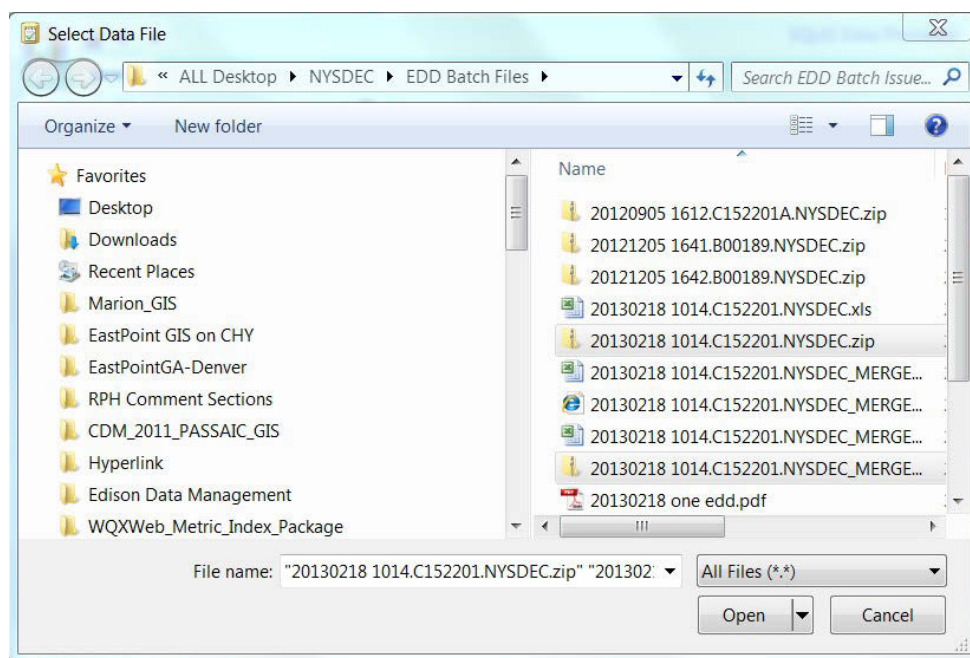 Select Data File
« ALL Desktop ▸ NYSDEC ▸ EDD Batch Files ▸
Search EDD Batch Issue...
Organize
New folder
Favorites
Desktop
Downloads
Recent Places
Marion_GIS
EastPoint GIS on CHY
EastPointGA-Denver
RPH Comment Sections
CDM_2011_PASSAIC_GIS
Hyperlink
Edison Data Management
WQXWeb_Metric_Index_Package
Name
20120905 1612.C152201A.NYSDEC.zip
20121205 1641.B00189.NYSDEC.zip
20121205 1642.B00189.NYSDEC.zip
20130218 1014.C152201.NYSDEC.xls
20130218 1014.C152201.NYSDEC.zip
20130218 1014.C152201.NYSDEC_MERGE...
20130218 1014.C152201.NYSDEC_MERGE...
20130218 1014.C152201.NYSDEC_MERGE...
20130218 1014.C152201.NYSDEC_MERGE...
20130218 one edd.pdf
File name: "20130218 1014.C152201.NYSDEC.zip" "201302
All Files (*.*)
Open
Cancel